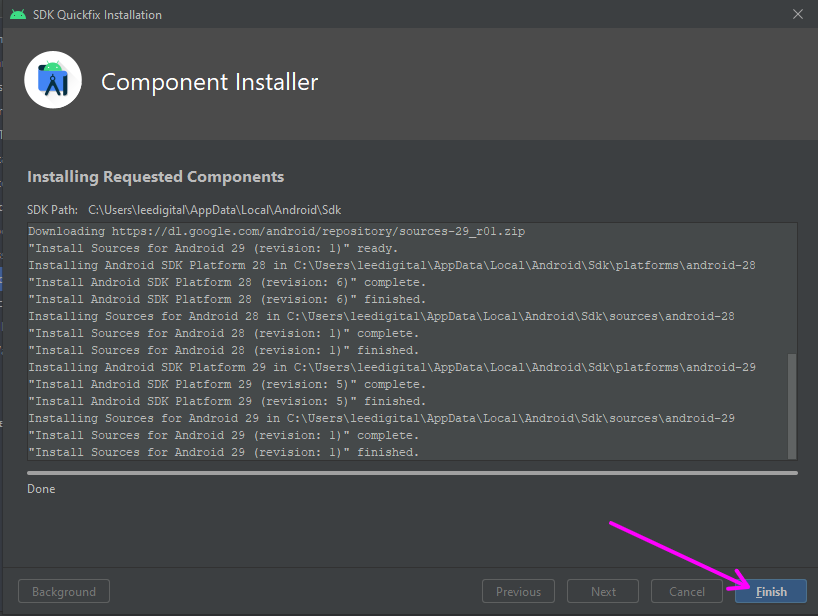 SDK Quickfix Installation
Component Installer
Installing Requested Components
SDK Path: C:\Users\leedigital\AppData\Local\Android\Sdk
Downloading https://dl.google.com/android/repository/sources-29_r01.zip
"Install Sources for Android 29 (revision: 1)" ready.
Installing Android SDK Platform 28 in C:\Users\leedigital\AppData\Local\Android\Sdk\platforms\android-28
"Install Android SDK Platform 28 (revision: 6)" complete.
"Install Android SDK Platform 28 (revision: 6)" finished.
Installing Sources for Android 28 in C:\Users\leedigital\AppData\Local\Android\Sdk\sources\android-28
"Install Sources for Android 28 (revision: 1)" complete.
"Install Sources for Android 28 (revision: 1)" finished.
Installing Android SDK Platform 29 in C:\Users\leedigital\AppData\Local\Android\Sdk\platforms\android-29
"Install Android SDK Platform 29 (revision: 5)" complete.
"Install Android SDK Platform 29 (revision: 5)" finished.
Installing Sources for Android 29 in C:\Users\leedigital\AppData\Local\Android\Sdk\sources\android-29
"Install Sources for Android 29 (revision: 1)" complete.
"Install Sources for Android 29 (revision: 1)" finished.
Done
Background Previous Next Cancel Finish